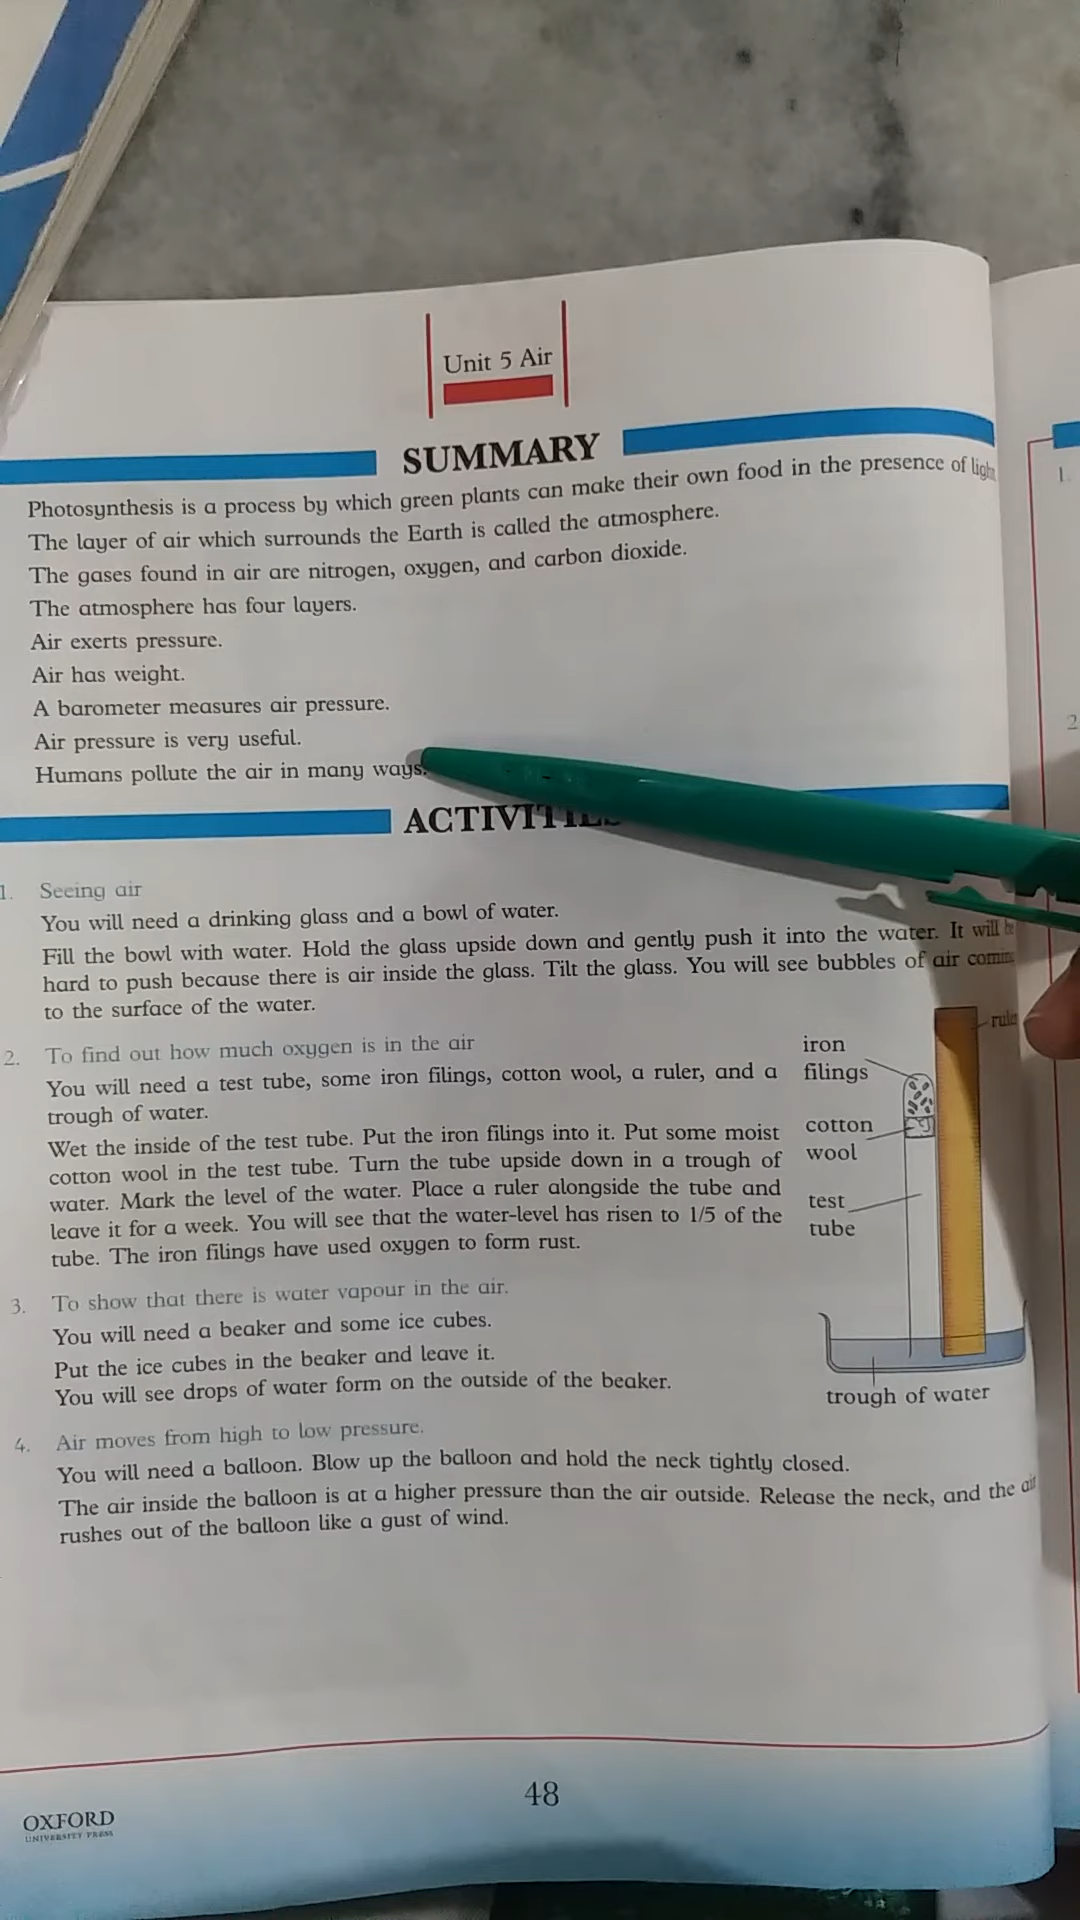 Unit 5 Air
SUMMARY
Photosynthesis is a process by which green plants can make their own food in the presence of light
The layer of air which surrounds the Earth is called the atmosphere.
The gases found in air are nitrogen, oxygen, and carbon dioxide.
The atmosphere has four layers.
Air exerts pressure.
Air has weight.
A barometer measures air pressure.
Air pressure is very useful.
Humans pollute the air in many ways.
ACTIVITIES
1. Seeing air
You will need a drinking glass and a bowl of water.
Fill the bowl with water. Hold the glass upside down and gently push it into the water. It will be
hard to push because there is air inside the glass. Tilt the glass. You will see bubbles of air coming
to the surface of the water.
2. To find out how much oxygen is in the air
You will need a test tube, some iron filings, cotton wool, a ruler, and a
trough of water.
Wet the inside of the test tube. Put the iron filings into it. Put some moist
cotton wool in the test tube. Turn the tube upside down in a trough of
water. Mark the level of the water. Place a ruler alongside the tube and
leave it for a week. You will see that the water-level has risen to 1/5 of the
tube. The iron filings have used oxygen to form rust.
iron
filings
ruler
cotton
wool
test
tube
trough of water
3. To show that there is water vapour in the air.
You will need a beaker and some ice cubes.
Put the ice cubes in the beaker and leave it.
You will see drops of water form on the outside of the beaker.
4. Air moves from high to low pressure.
You will need a balloon. Blow up the balloon and hold the neck tightly closed.
The air inside the balloon is at a higher pressure than the air outside. Release the neck, and the air
rushes out of the balloon like a gust of wind.
48
OXFORD
UNIVERSITY PRESS
1.
2